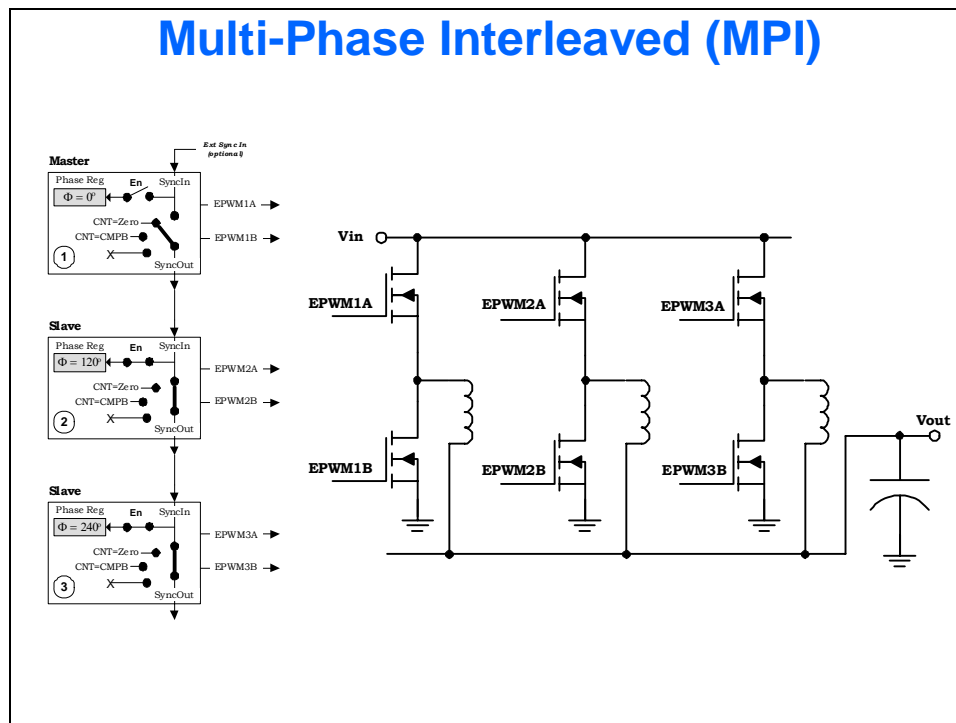 Multi-Phase Interleaved (MPI)
Ext Sync In
(optional)
Master
Phase Reg
En
SyncIn
Φ = 0°
EPWM1A
CNT=Zero
CNT=CMPB
EPWM1B
X
1
SyncOut
Slave
Phase Reg
En
SyncIn
Φ = 120°
EPWM2A
CNT=Zero
CNT=CMPB
EPWM2B
X
2
SyncOut
Slave
Phase Reg
En
SyncIn
Φ = 240°
EPWM3A
CNT=Zero
CNT=CMPB
EPWM3B
X
3
SyncOut
Vin
EPWM1A
EPWM2A
EPWM3A
Vout
EPWM1B
EPWM2B
EPWM3B